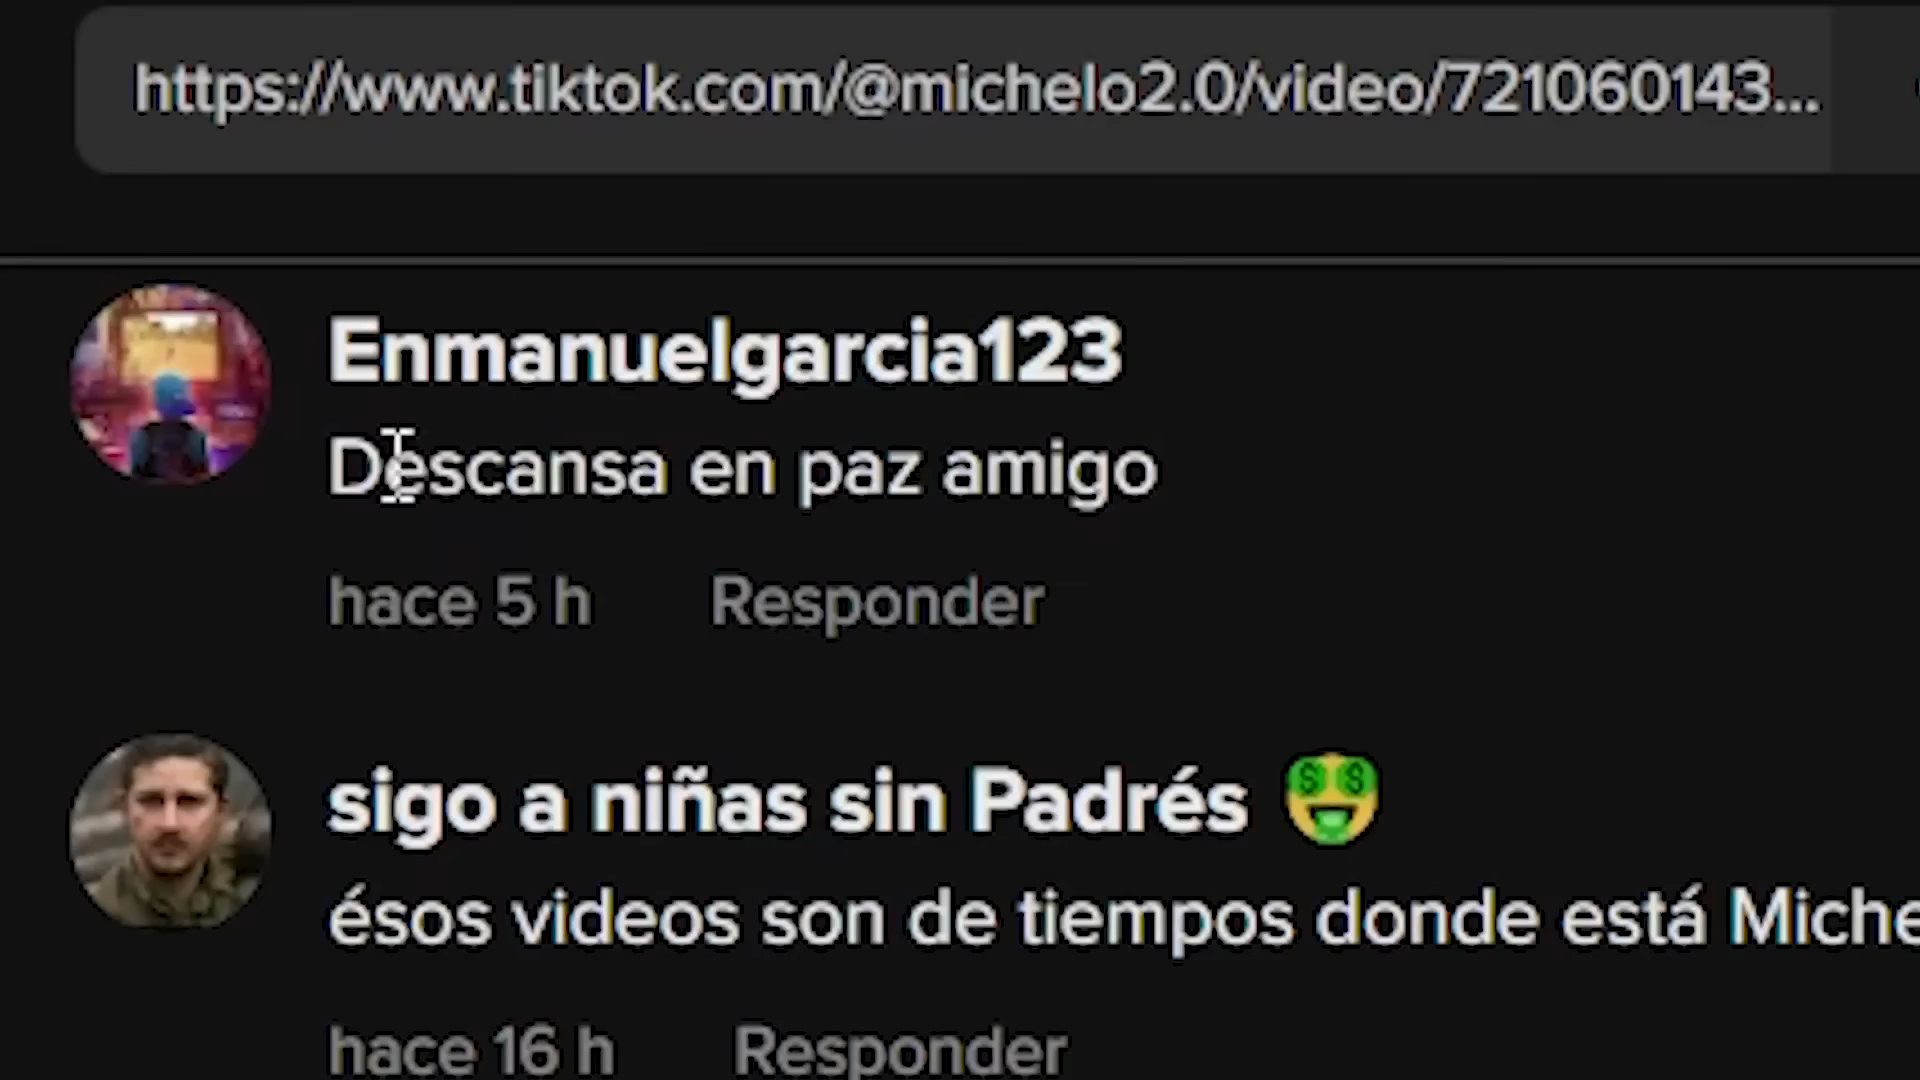 https://www.tiktok.com/@michelo2.0/video/721060143...
Enmanuelgarcia123
Descansa en paz amigo
hace 5 h Responder
sigo a niñas sin Padrés 🤑
ésos videos son de tiempos donde está Miche
hace 16 h Responder